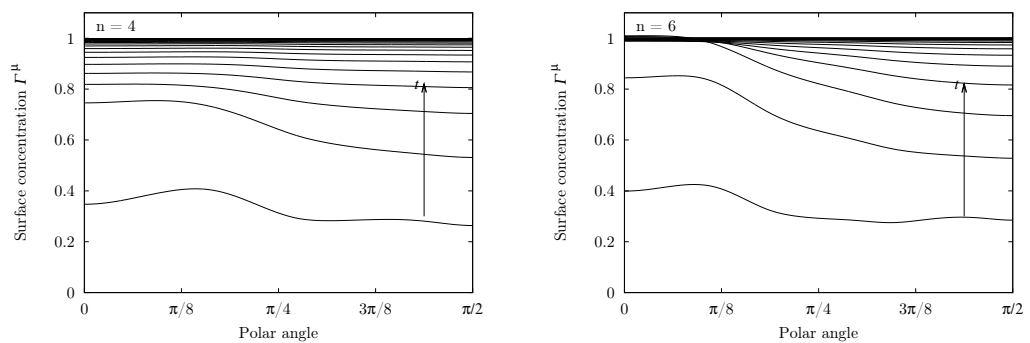 n = 4
Surface concentration Γ^μ
1
0.8
0.6
0.4
0.2
0
t
0 π/8 π/4 3π/8 π/2
Polar angle
n = 6
Surface concentration Γ^μ
1
0.8
0.6
0.4
0.2
0
t
0 π/8 π/4 3π/8 π/2
Polar angle